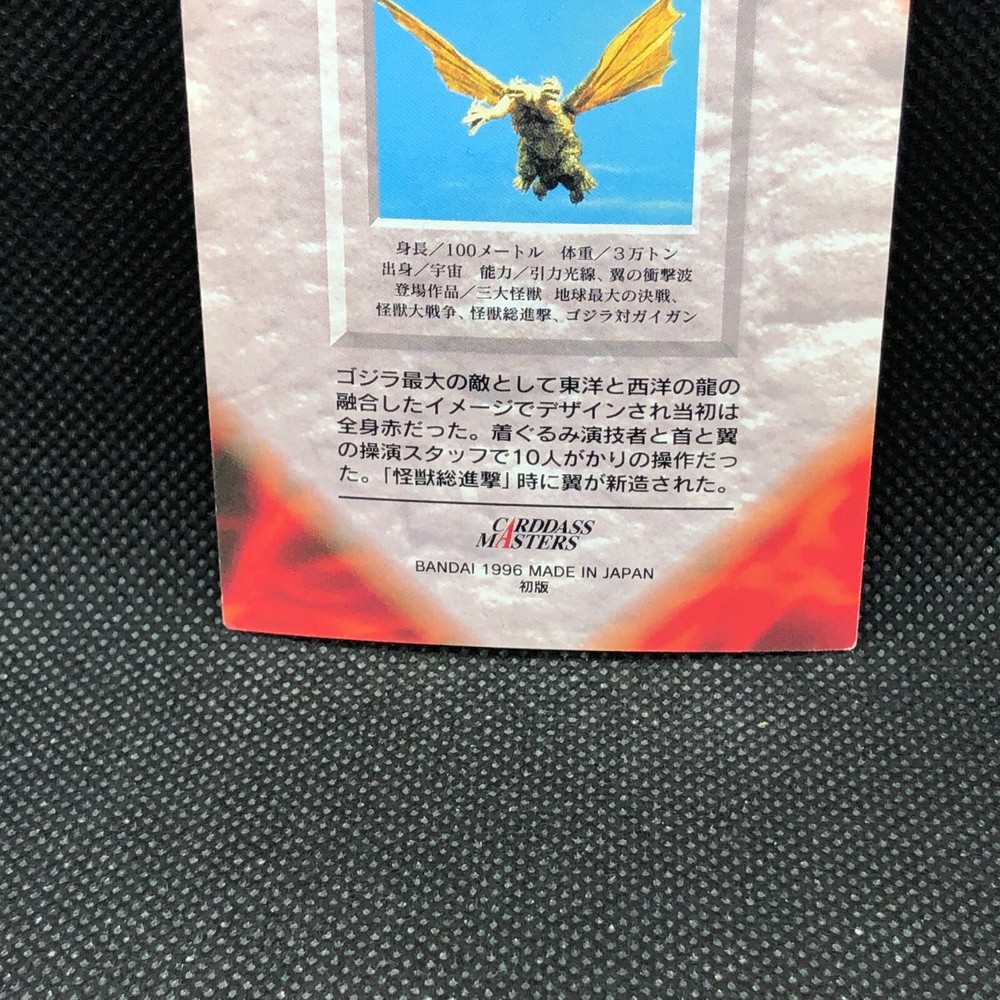 身長／100メートル　体重／３万トン
出身／宇宙　能力／引力光線、翼の衝撃波
登場作品／三大怪獣　地球最大の決戦、
怪獣大戦争、怪獣総進撃、ゴジラ対ガイガン
ゴジラ最大の敵として東洋と西洋の龍の
融合したイメージでデザインされ当初は
全身赤だった。着ぐるみ演技者と首と翼
の操演スタッフで10人がかりの操作だっ
た。「怪獣総進撃」時に翼が新造された。
CARDDASS
MASTERS
BANDAI 1996 MADE IN JAPAN
初版